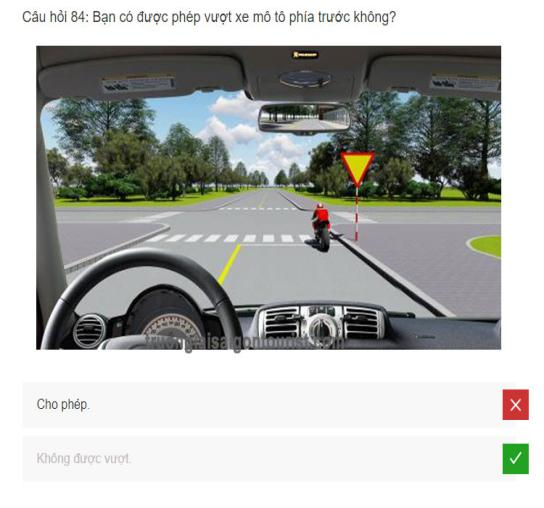 Câu hỏi 84: Bạn có được phép vượt xe mô tô phía trước không?
Cho phép.
Không được vượt.